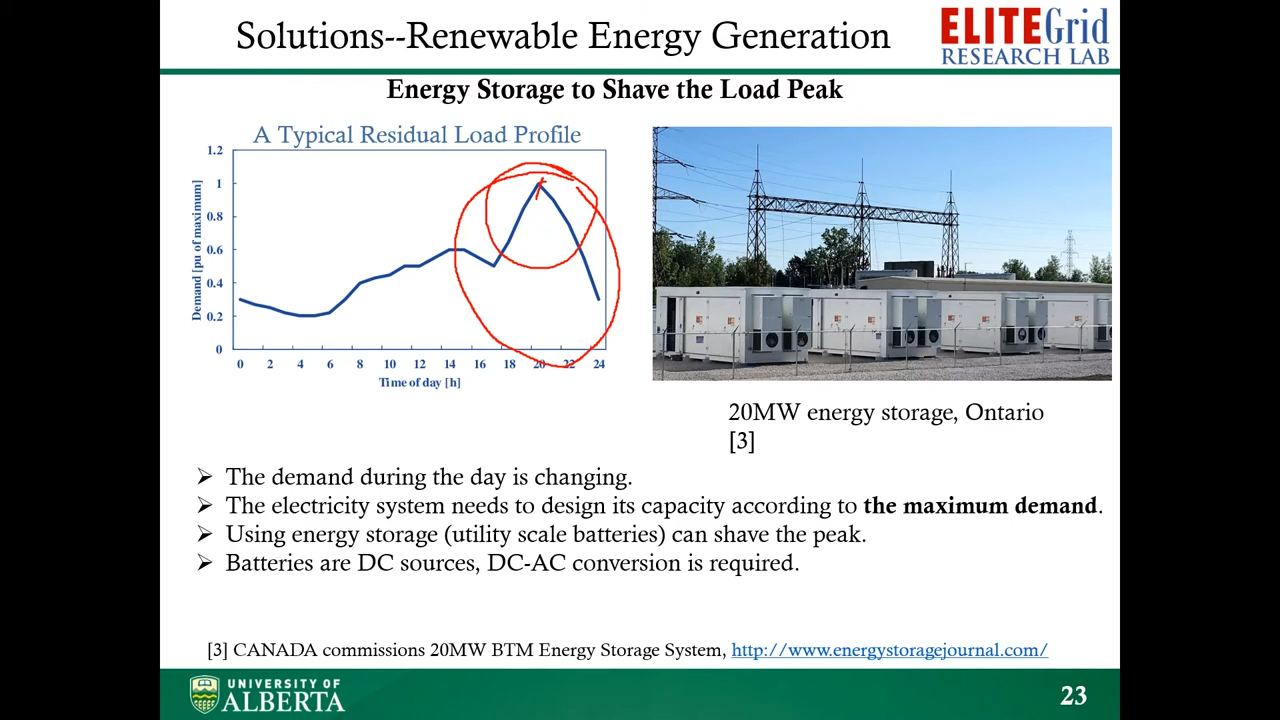 Solutions--Renewable Energy Generation
ELITEGrid
RESEARCH LAB
Energy Storage to Shave the Load Peak
A Typical Residual Load Profile
1.2
1
0.8
0.6
0.4
0.2
0
Demand [pu of maximum]
0 2 4 6 8 10 12 14 16 18 20 22 24
Time of day [h]
20MW energy storage, Ontario
[3]
➢ The demand during the day is changing.
➢ The electricity system needs to design its capacity according to the maximum demand.
➢ Using energy storage (utility scale batteries) can shave the peak.
➢ Batteries are DC sources, DC-AC conversion is required.
[3] CANADA commissions 20MW BTM Energy Storage System, http://www.energystoragejournal.com/
UNIVERSITY OF
ALBERTA
23